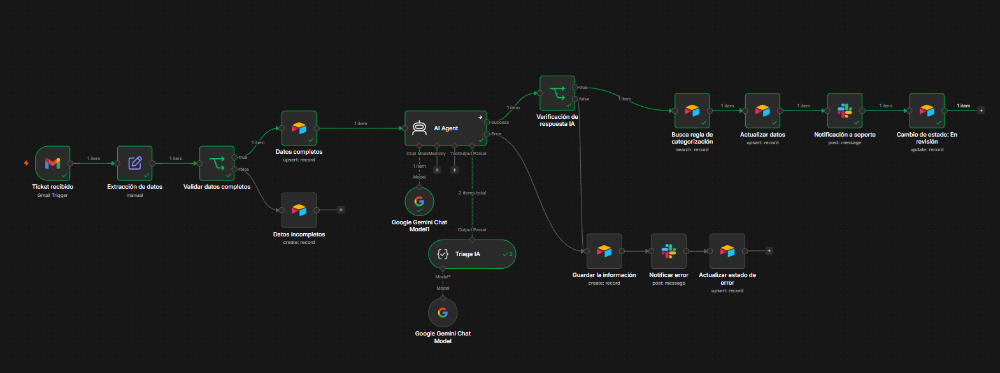 Ticket recibido
Gmail Trigger
1 item
Extracción de datos
manual
1 item
Validar datos completos
true
false
1 item
Datos completos
upsert: record
Datos incompletos
create: record
1 item
AI Agent
Success
Error
Chat Mode
Memory
Too
Output Parser
1 item
Model
Google Gemini Chat
Model1
2 items total
Output Parser
Triage IA
2
Model*
Model
Google Gemini Chat
Model
1 item
true
false
Verificación de
respuesta IA
1 item
Busca regla de
categorización
search: record
1 item
Actualizar datos
upsert: record
1 item
Notificación a soporte
post: message
1 item
Cambio de estado: En
revisión
update: record
1 item
Guardar la información
create: record
Notificar error
post: message
Actualizar estado de
error
upsert: record